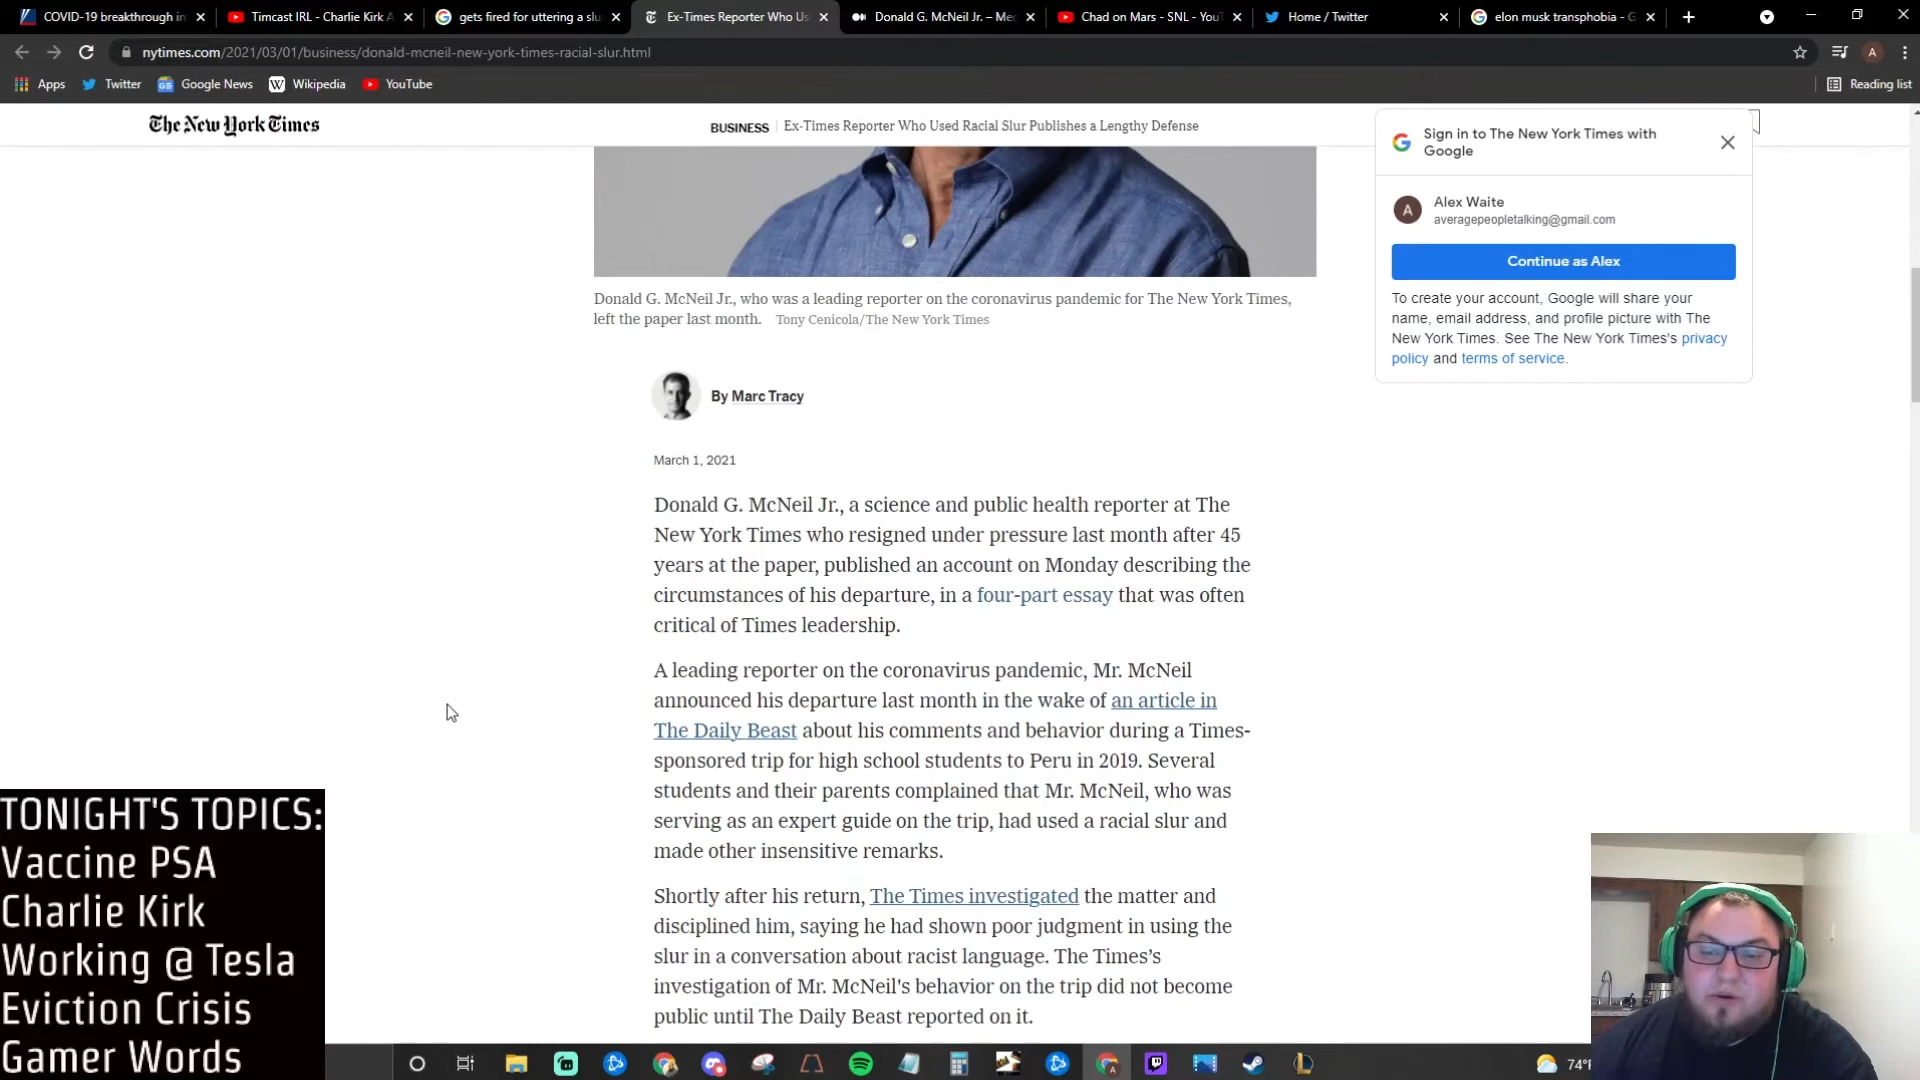 COVID-19 breakthrough in
Timcast IRL - Charlie Kirk A
gets fired for uttering a slu
Ex-Times Reporter Who Us
Donald G. McNeil Jr. – Med
Chad on Mars - SNL - YouT
Home / Twitter
elon musk transphobia - G
nytimes.com/2021/03/01/business/donald-mcneil-new-york-times-racial-slur.html
Apps
Twitter
Google News
Wikipedia
YouTube
Reading list
The New York Times
BUSINESS | Ex-Times Reporter Who Used Racial Slur Publishes a Lengthy Defense
Sign in to The New York Times with
Google
A
Alex Waite
averagepeopletalking@gmail.com
Continue as Alex
To create your account, Google will share your
name, email address, and profile picture with The
New York Times. See The New York Times's privacy
policy and terms of service.
Donald G. McNeil Jr., who was a leading reporter on the coronavirus pandemic for The New York Times,
left the paper last month. Tony Cenicola/The New York Times
By Marc Tracy
March 1, 2021
Donald G. McNeil Jr., a science and public health reporter at The
New York Times who resigned under pressure last month after 45
years at the paper, published an account on Monday describing the
circumstances of his departure, in a four-part essay that was often
critical of Times leadership.
A leading reporter on the coronavirus pandemic, Mr. McNeil
announced his departure last month in the wake of an article in
The Daily Beast about his comments and behavior during a Times-
sponsored trip for high school students to Peru in 2019. Several
students and their parents complained that Mr. McNeil, who was
serving as an expert guide on the trip, had used a racial slur and
made other insensitive remarks.
Shortly after his return, The Times investigated the matter and
disciplined him, saying he had shown poor judgment in using the
slur in a conversation about racist language. The Times’s
investigation of Mr. McNeil's behavior on the trip did not become
public until The Daily Beast reported on it.
TONIGHT'S TOPICS:
Vaccine PSA
Charlie Kirk
Working @ Tesla
Eviction Crisis
Gamer Words
74°F